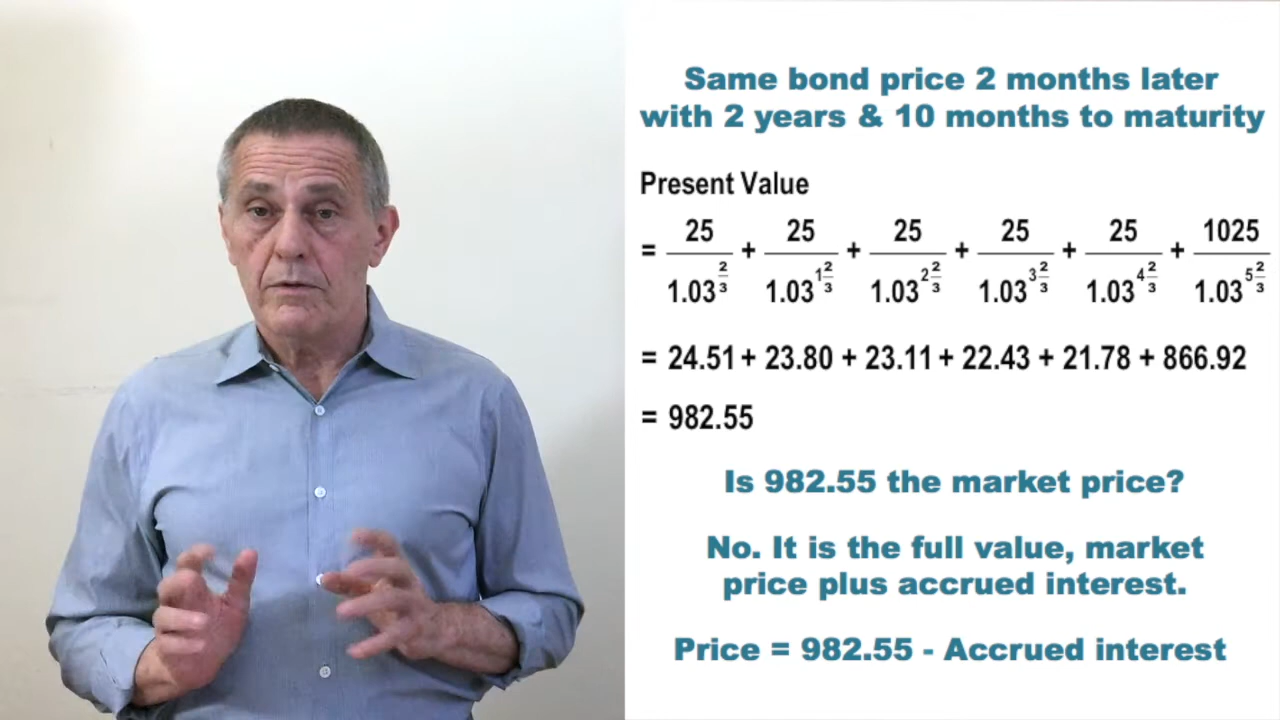 Same bond price 2 months later
with 2 years & 10 months to maturity
Present Value
= 25/1.03^(2/3) + 25/1.03^(1 2/3) + 25/1.03^(2 2/3) + 25/1.03^(3 2/3) + 25/1.03^(4 2/3) + 1025/1.03^(5 2/3)
= 24.51 + 23.80 + 23.11 + 22.43 + 21.78 + 866.92
= 982.55
Is 982.55 the market price?
No. It is the full value, market
price plus accrued interest.
Price = 982.55 - Accrued interest